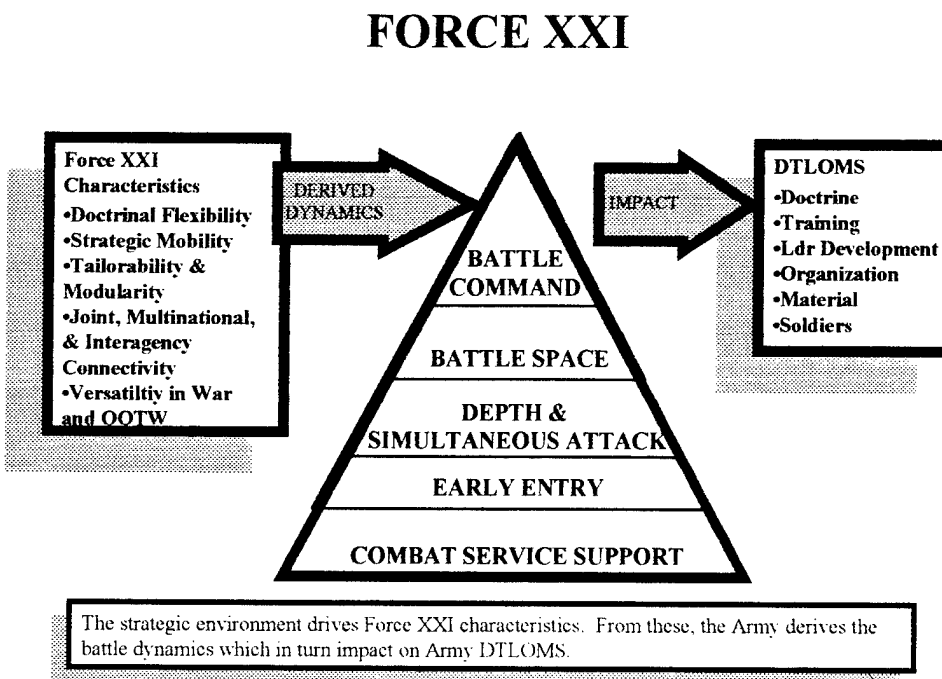 FORCE XXI
Force XXI
Characteristics
•Doctrinal Flexibility
•Strategic Mobility
•Tailorability &
Modularity
•Joint, Multinational,
& Interagency
Connectivity
•Versatiltiy in War
and OOTW
DERIVED
DYNAMICS
BATTLE
COMMAND
BATTLE SPACE
DEPTH &
SIMULTANEOUS ATTACK
EARLY ENTRY
COMBAT SERVICE SUPPORT
IMPACT
DTLOMS
•Doctrine
•Training
•Ldr Development
•Organization
•Material
•Soldiers
The strategic environment drives Force XXI characteristics. From these, the Army derives the
battle dynamics which in turn impact on Army DTLOMS.